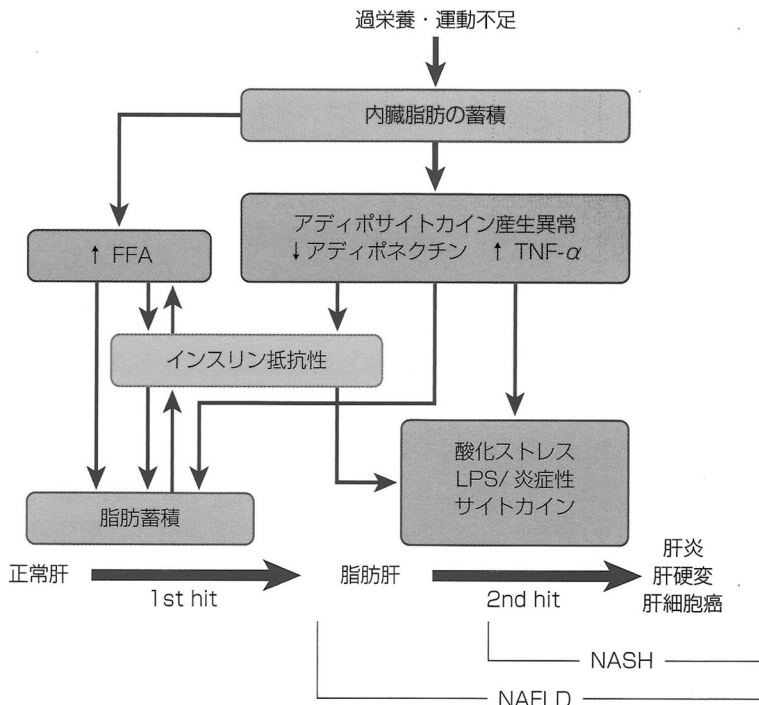 過栄養・運動不足
内臓脂肪の蓄積
アディポサイトカイン産生異常
↓アディポネクチン ↑ TNF-α
↑ FFA
インスリン抵抗性
酸化ストレス
LPS/ 炎症性
サイトカイン
脂肪蓄積
正常肝
1st hit
脂肪肝
2nd hit
肝炎
肝硬変
肝細胞癌
NASH
NAFLD